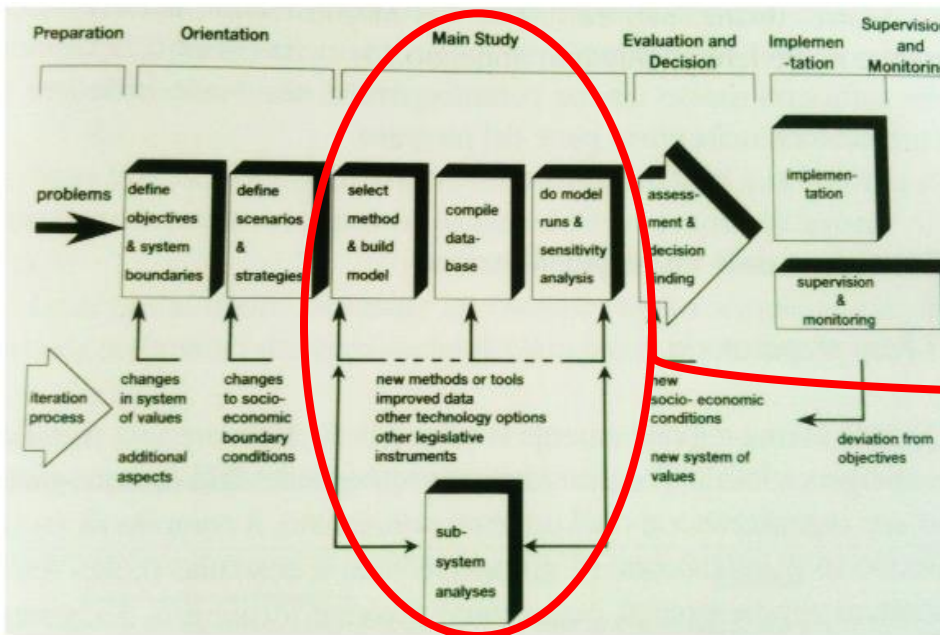 Preparation
Orientation
Main Study
Evaluation and
Decision
Implemen
-tation
Supervision
and
Monitoring
problems
define
objectives
& system
boundaries
define
scenarios
&
strategies
select
method
& build
model
compile
data-
base
do model
runs &
sensitivity
analysis
assess-
ment &
decision
finding
implemen-
tation
supervision
&
monitoring
iteration
process
changes
in system
of values
additional
aspects
changes
to socio-
economic
boundary
conditions
new methods or tools
improved data
other technology options
other legislative
instruments
new
socio- economic
conditions
new system of
values
deviation from
objectives
sub-
system
analyses